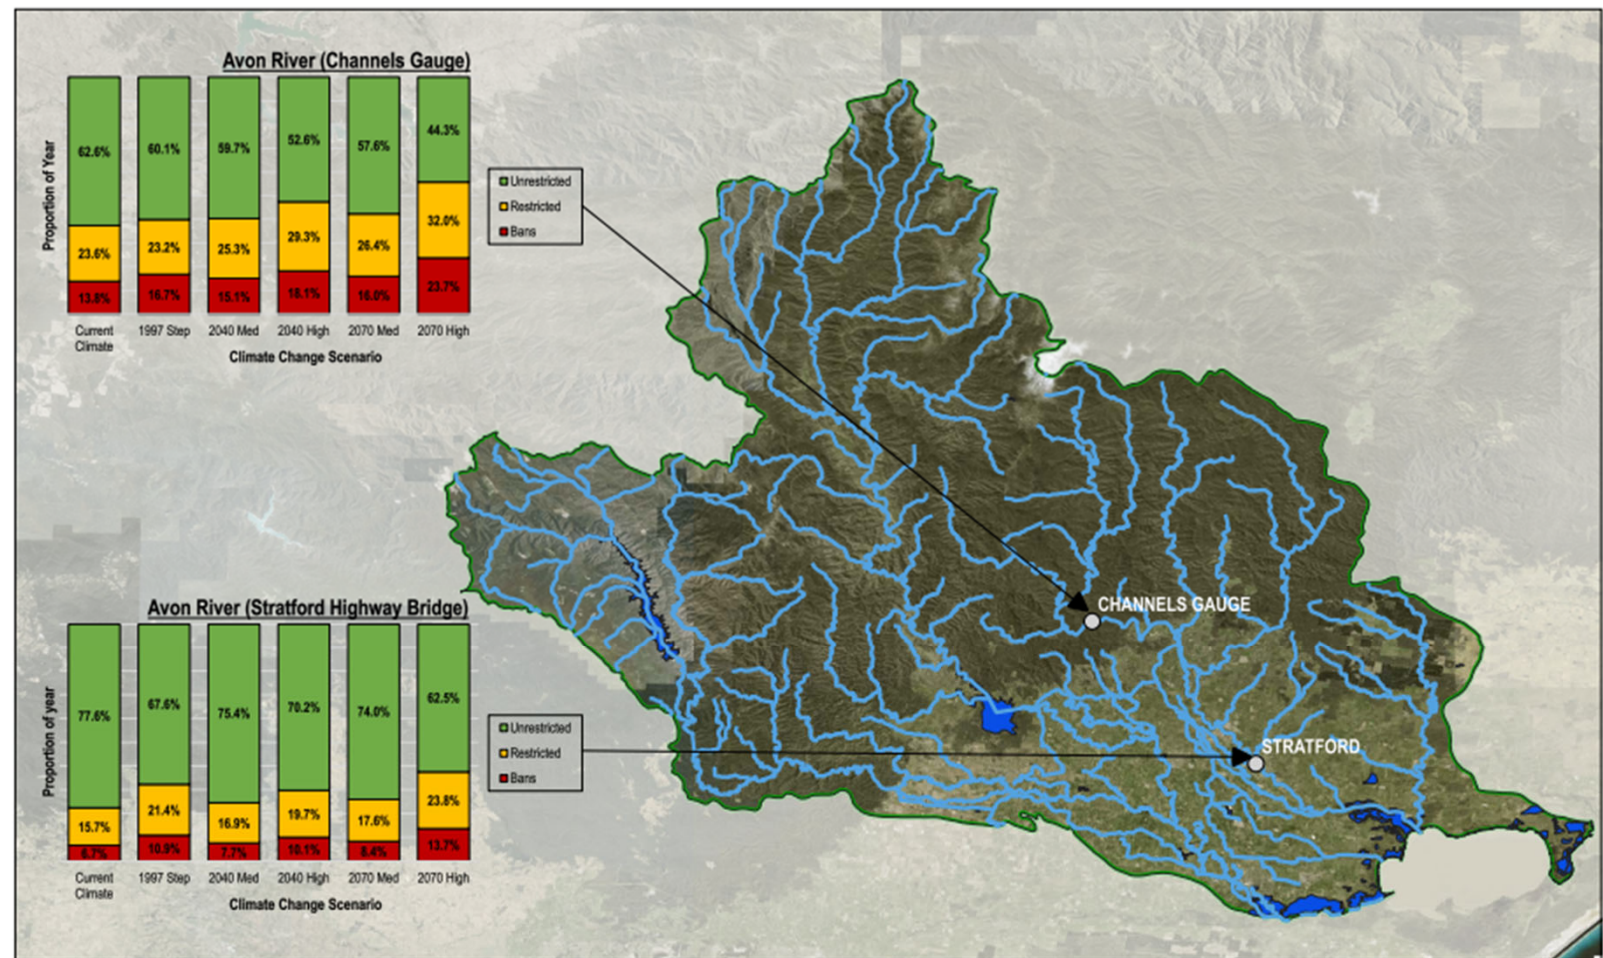 Avon River (Channels Gauge)
Proportion of Year
62.6% 60.1% 59.7% 52.6% 57.6% 44.3%
23.6% 23.2% 25.3% 29.3% 26.4% 32.0%
13.8% 16.7% 15.1% 18.1% 16.0% 23.7%
Current Climate 1997 Step 2040 Med 2040 High 2070 Med 2070 High
Climate Change Scenario
Unrestricted
Restricted
Bans
CHANNELS GAUGE
Avon River (Stratford Highway Bridge)
Proportion of year
77.6% 67.6% 75.4% 70.2% 74.0% 62.5%
15.7% 21.4% 16.9% 19.7% 17.6% 23.8%
6.7% 10.9% 7.7% 10.1% 8.4% 13.7%
Current Climate 1997 Step 2040 Med 2040 High 2070 Med 2070 High
Climate Change Scenario
Unrestricted
Restricted
Bans
STRATFORD